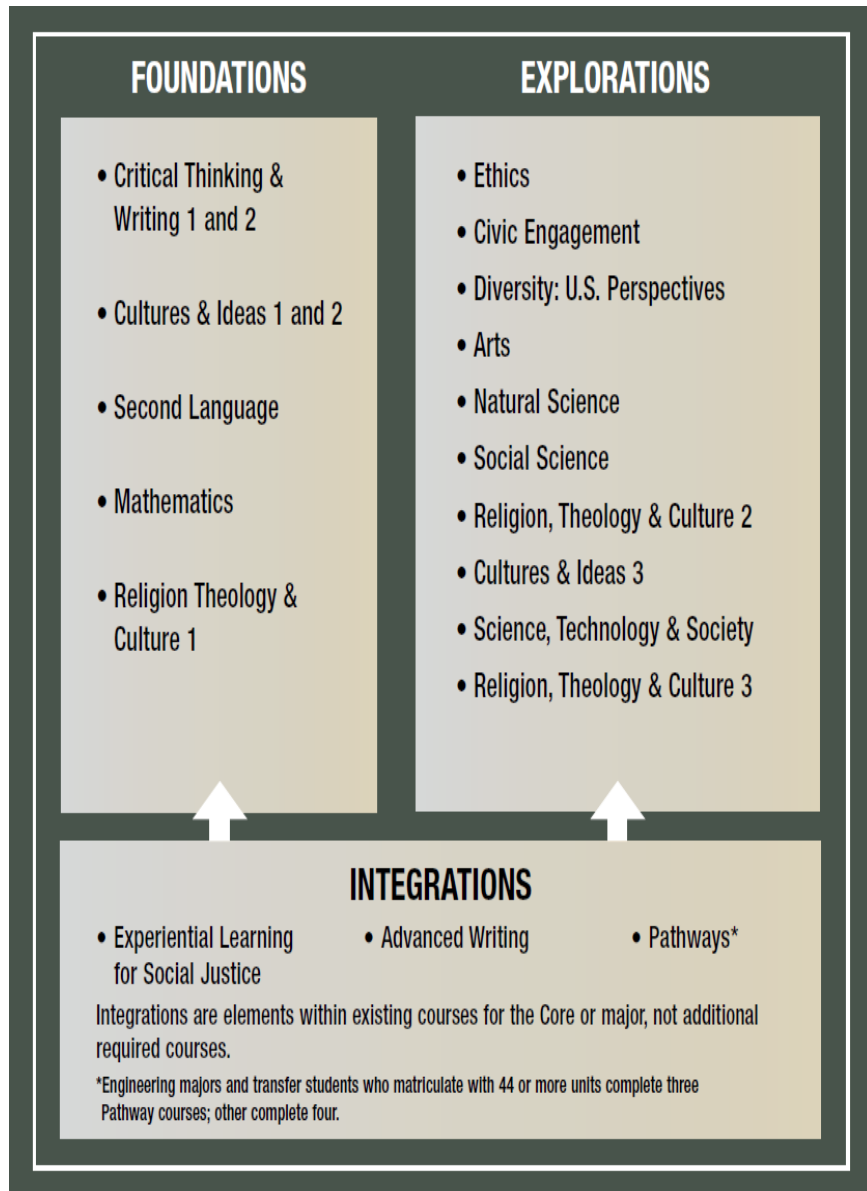 FOUNDATIONS
• Critical Thinking &
Writing 1 and 2
• Cultures & Ideas 1 and 2
• Second Language
• Mathematics
• Religion Theology &
Culture 1
EXPLORATIONS
• Ethics
• Civic Engagement
• Diversity: U.S. Perspectives
• Arts
• Natural Science
• Social Science
• Religion, Theology & Culture 2
• Cultures & Ideas 3
• Science, Technology & Society
• Religion, Theology & Culture 3
INTEGRATIONS
• Experiential Learning
for Social Justice
• Advanced Writing
• Pathways*
Integrations are elements within existing courses for the Core or major, not additional
required courses.
*Engineering majors and transfer students who matriculate with 44 or more units complete three
Pathway courses; other complete four.